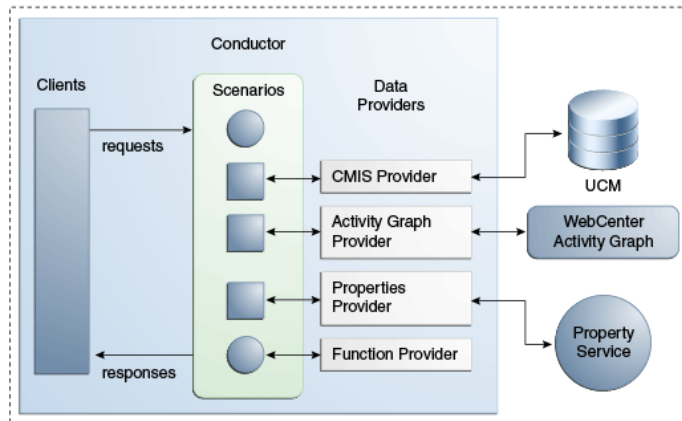 Conductor
Clients
Scenarios
Data
Providers
requests
CMIS Provider
UCM
Activity Graph
Provider
WebCenter
Activity Graph
Properties
Provider
Property
Service
Function Provider
responses